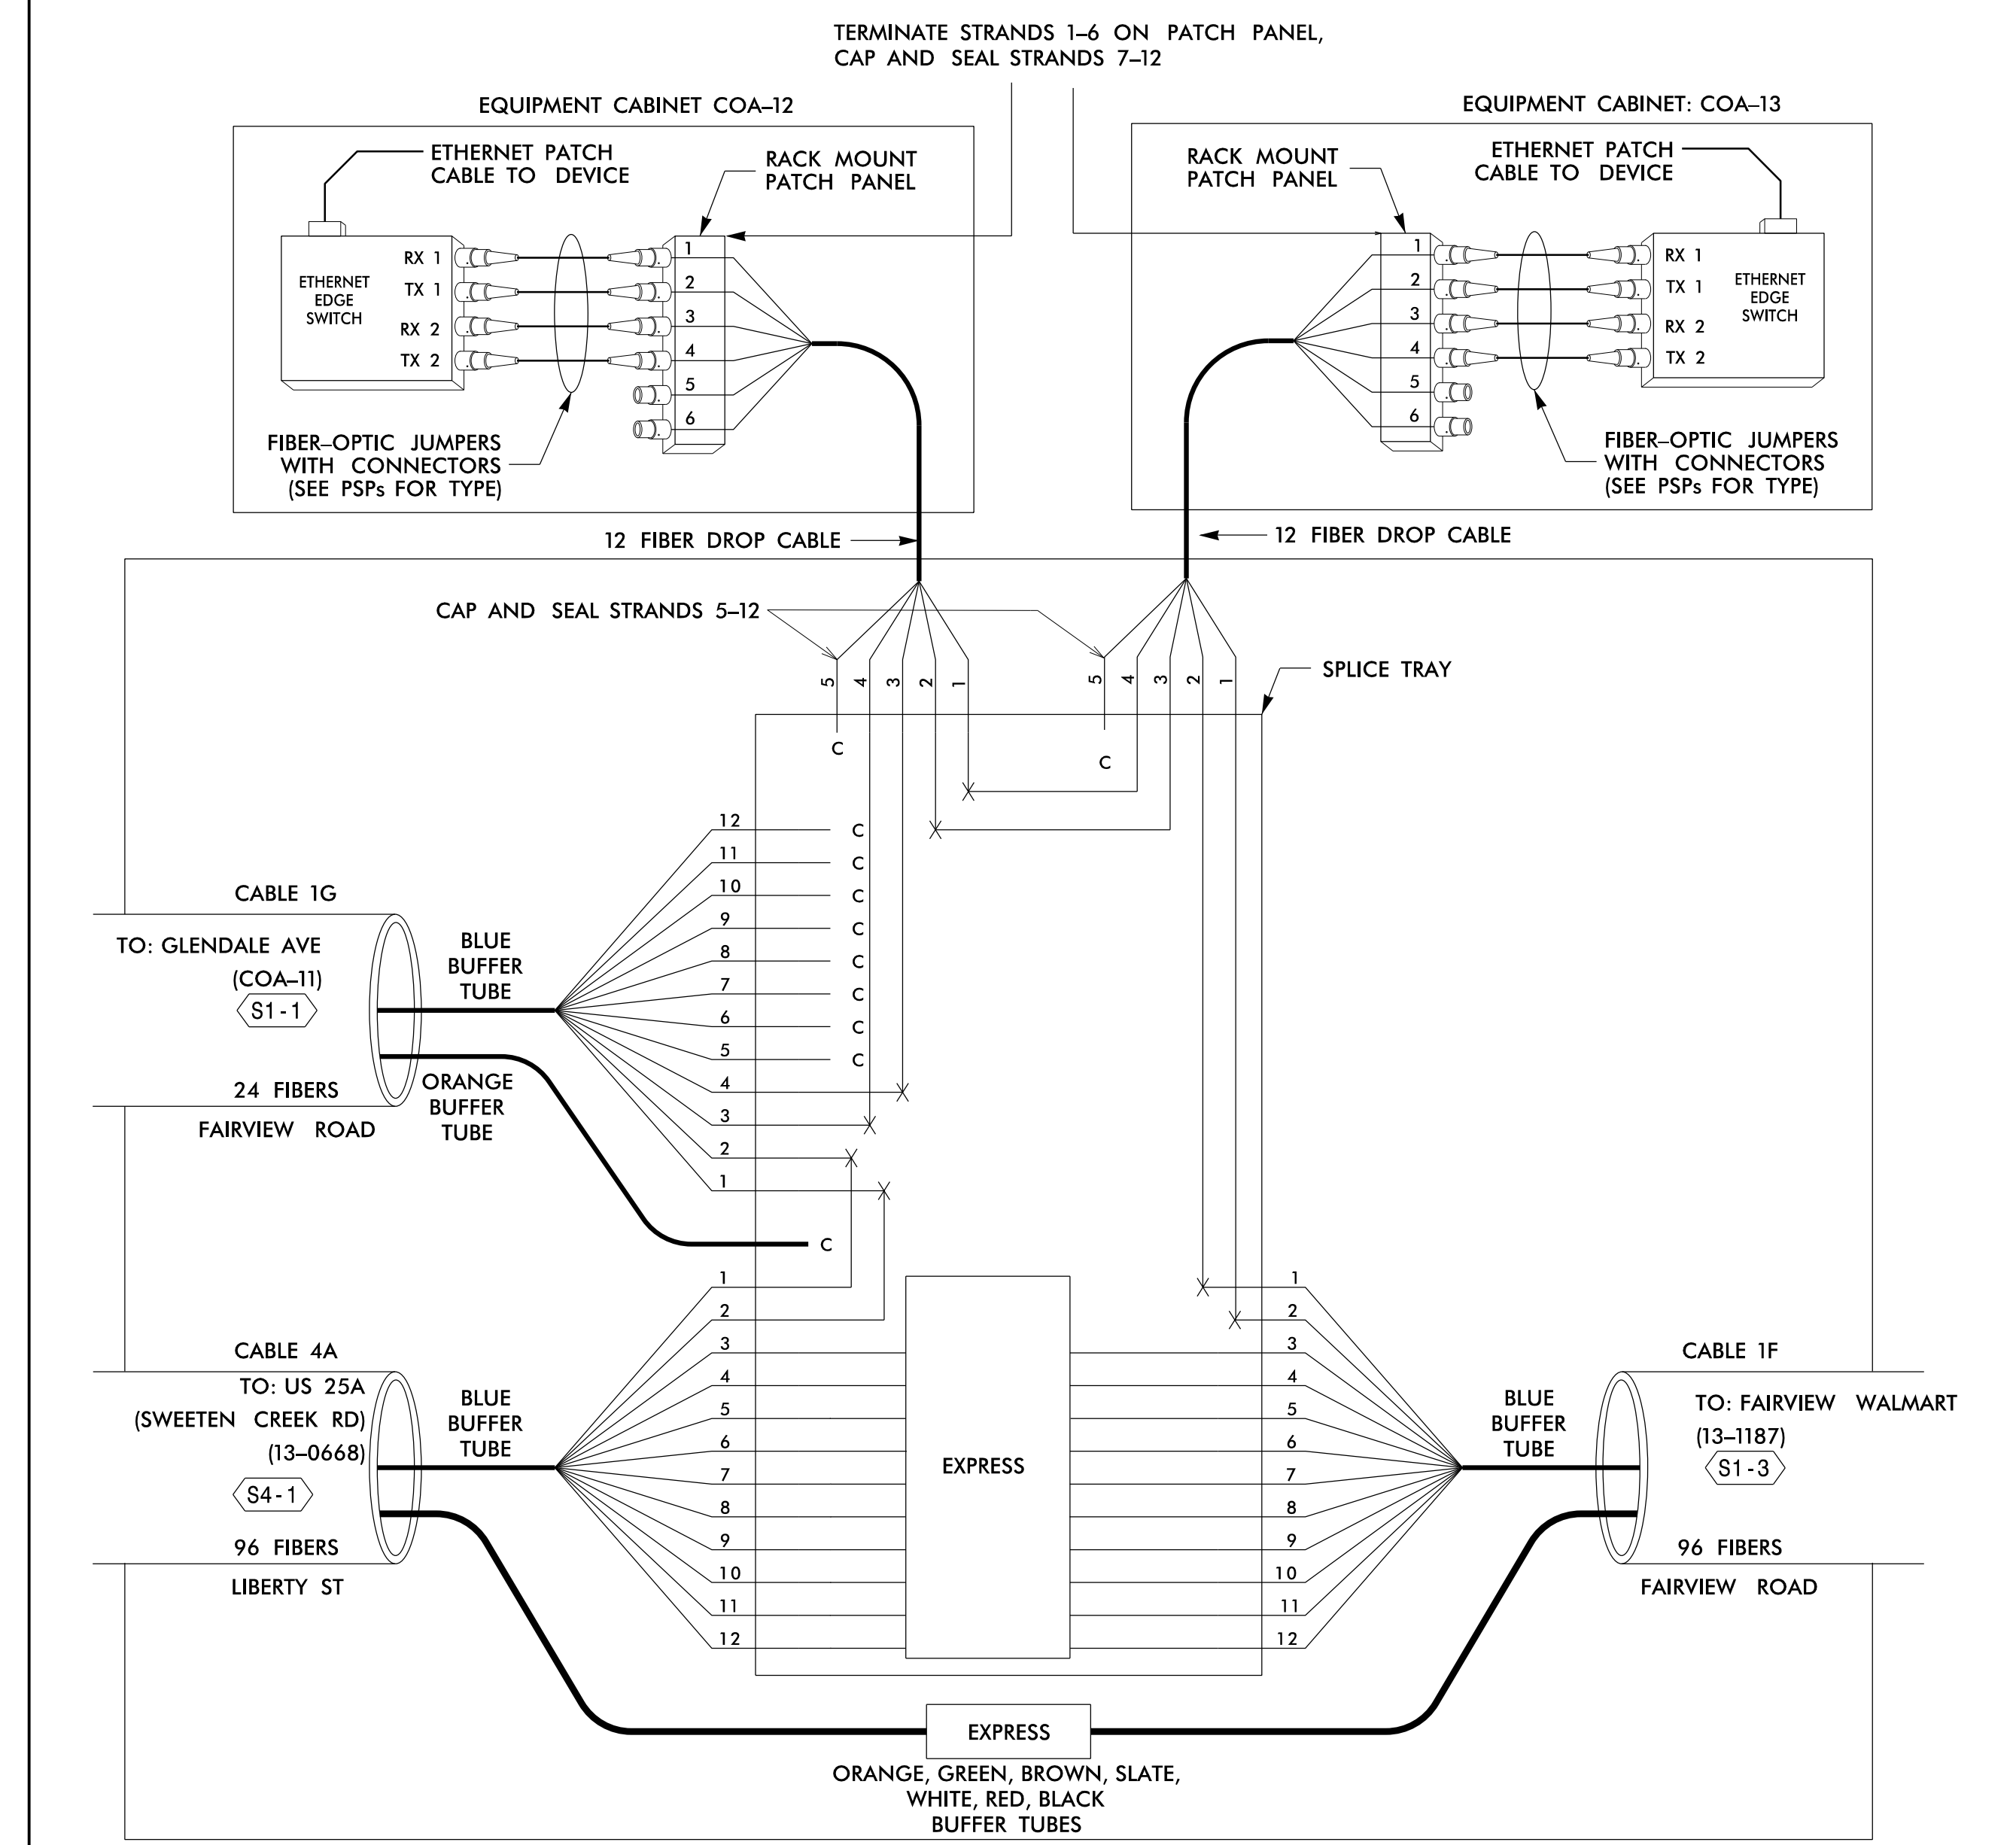 TERMINATE STRANDS 1–6 ON PATCH PANEL,
CAP AND SEAL STRANDS 7–12
EQUIPMENT CABINET COA–12
ETHERNET PATCH
CABLE TO DEVICE
RACK MOUNT
PATCH PANEL
ETHERNET
EDGE
SWITCH
RX 1
TX 1
RX 2
TX 2
1
2
3
4
5
6
FIBER–OPTIC JUMPERS
WITH CONNECTORS
(SEE PSPs FOR TYPE)
EQUIPMENT CABINET: COA–13
RACK MOUNT
PATCH PANEL
ETHERNET PATCH
CABLE TO DEVICE
1
2
3
4
5
6
RX 1
TX 1
RX 2
TX 2
ETHERNET
EDGE
SWITCH
FIBER–OPTIC JUMPERS
WITH CONNECTORS
(SEE PSPs FOR TYPE)
12 FIBER DROP CABLE
12 FIBER DROP CABLE
CAP AND SEAL STRANDS 5–12
5
4
3
2
1
5
4
3
2
1
SPLICE TRAY
C
C
12 C
11 C
10 C
9 C
8 C
7 C
6 C
5 C
4
3
2
1
C
CABLE 1G
TO: GLENDALE AVE
(COA–11)
S1-1
24 FIBERS
FAIRVIEW ROAD
BLUE
BUFFER
TUBE
ORANGE
BUFFER
TUBE
CABLE 4A
TO: US 25A
(SWEETEN CREEK RD)
(13–0668)
S4-1
96 FIBERS
LIBERTY ST
BLUE
BUFFER
TUBE
1
2
3
4
5
6
7
8
9
10
11
12
EXPRESS
1
2
3
4
5
6
7
8
9
10
11
12
BLUE
BUFFER
TUBE
CABLE 1F
TO: FAIRVIEW WALMART
(13–1187)
S1-3
96 FIBERS
FAIRVIEW ROAD
EXPRESS
ORANGE, GREEN, BROWN, SLATE,
WHITE, RED, BLACK
BUFFER TUBES